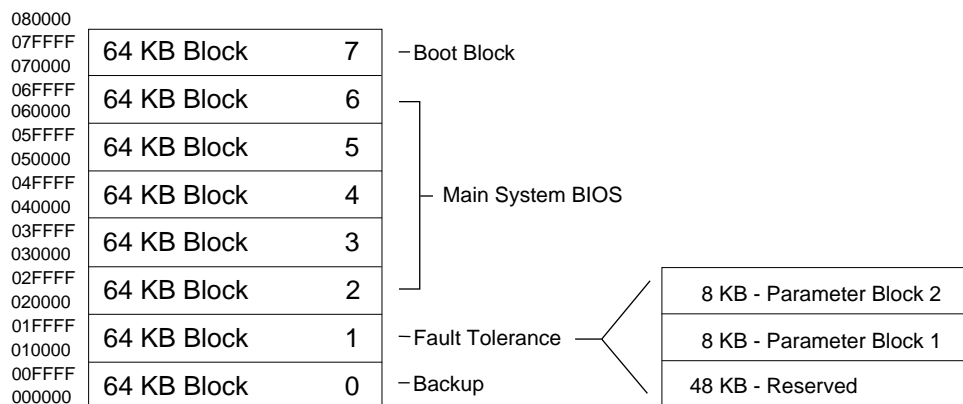 080000
07FFFF
64 KB Block 7
Boot Block
070000
06FFFF
64 KB Block 6
060000
05FFFF
64 KB Block 5
050000
04FFFF
64 KB Block 4
Main System BIOS
040000
03FFFF
64 KB Block 3
030000
02FFFF
64 KB Block 2
8 KB - Parameter Block 2
020000
01FFFF
64 KB Block 1
Fault Tolerance
8 KB - Parameter Block 1
010000
00FFFF
64 KB Block 0
Backup
48 KB - Reserved
000000